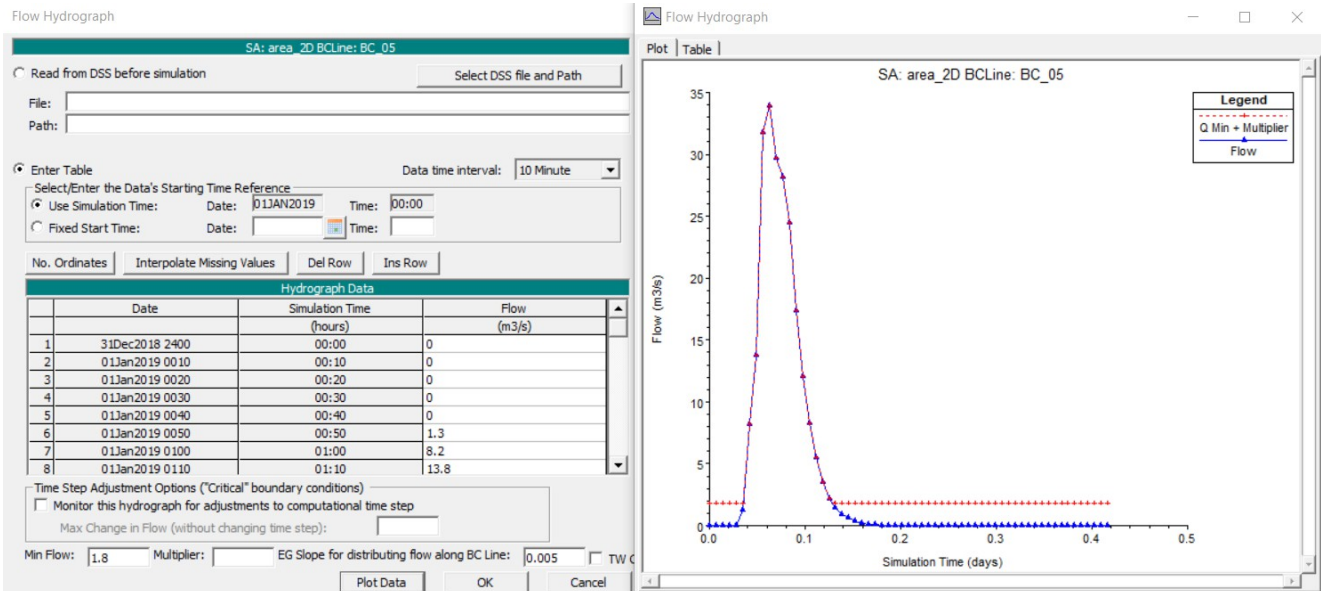 Flow Hydrograph
SA: area_2D BCLine: BC_05
Read from DSS before simulation
Select DSS file and Path
File:
Path:
Enter Table
Data time interval: 10 Minute
Select/Enter the Data's Starting Time Reference
Use Simulation Time: Date: 01JAN2019 Time: 00:00
Fixed Start Time: Date: Time:
No. Ordinates Interpolate Missing Values Del Row Ins Row
Hydrograph Data
Date Simulation Time Flow
(hours) (m3/s)
1 31Dec2018 2400 00:00 0
2 01Jan2019 0010 00:10 0
3 01Jan2019 0020 00:20 0
4 01Jan2019 0030 00:30 0
5 01Jan2019 0040 00:40 0
6 01Jan2019 0050 00:50 1.3
7 01Jan2019 0100 01:00 8.2
8 01Jan2019 0110 01:10 13.8
Time Step Adjustment Options ("Critical" boundary conditions)
Monitor this hydrograph for adjustments to computational time step
Max Change in Flow (without changing time step):
Min Flow: 1.8 Multiplier: EG Slope for distributing flow along BC Line: 0.005 TW
Plot Data OK Cancel
Flow Hydrograph
Plot Table
SA: area_2D BCLine: BC_05
Legend
Q Min + Multiplier
Flow
35
30
25
20
15
10
5
0
Flow (m3/s)
0.0 0.1 0.2 0.3 0.4 0.5
Simulation Time (days)